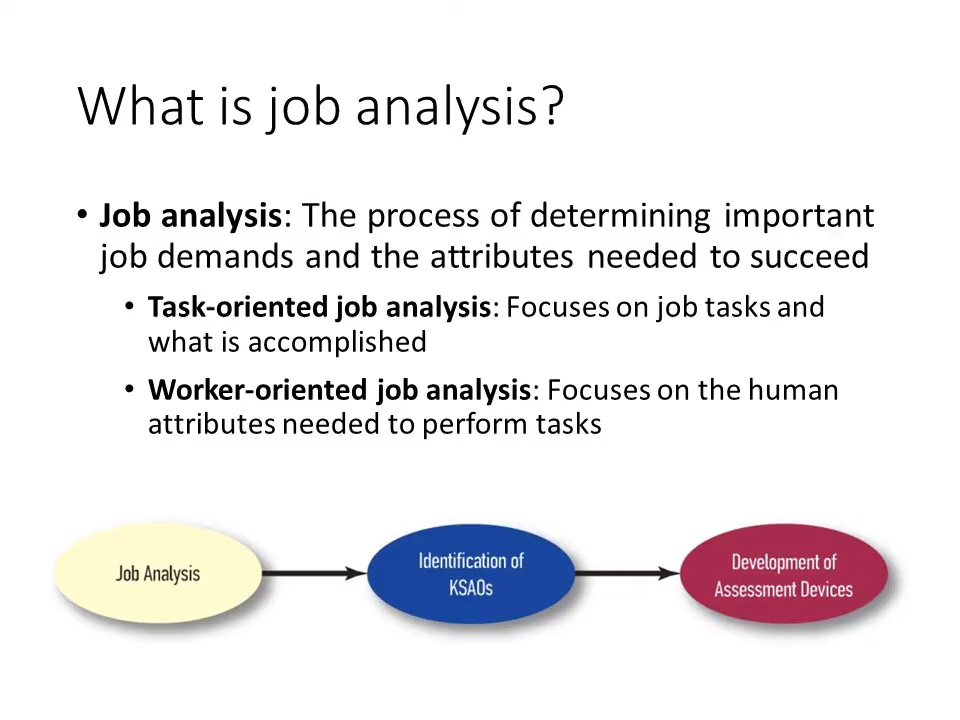 What is job analysis?
• Job analysis: The process of determining important
job demands and the attributes needed to succeed
• Task-oriented job analysis: Focuses on job tasks and
what is accomplished
• Worker-oriented job analysis: Focuses on the human
attributes needed to perform tasks
Job Analysis
Identification of
KSAOs
Development of
Assessment Devices